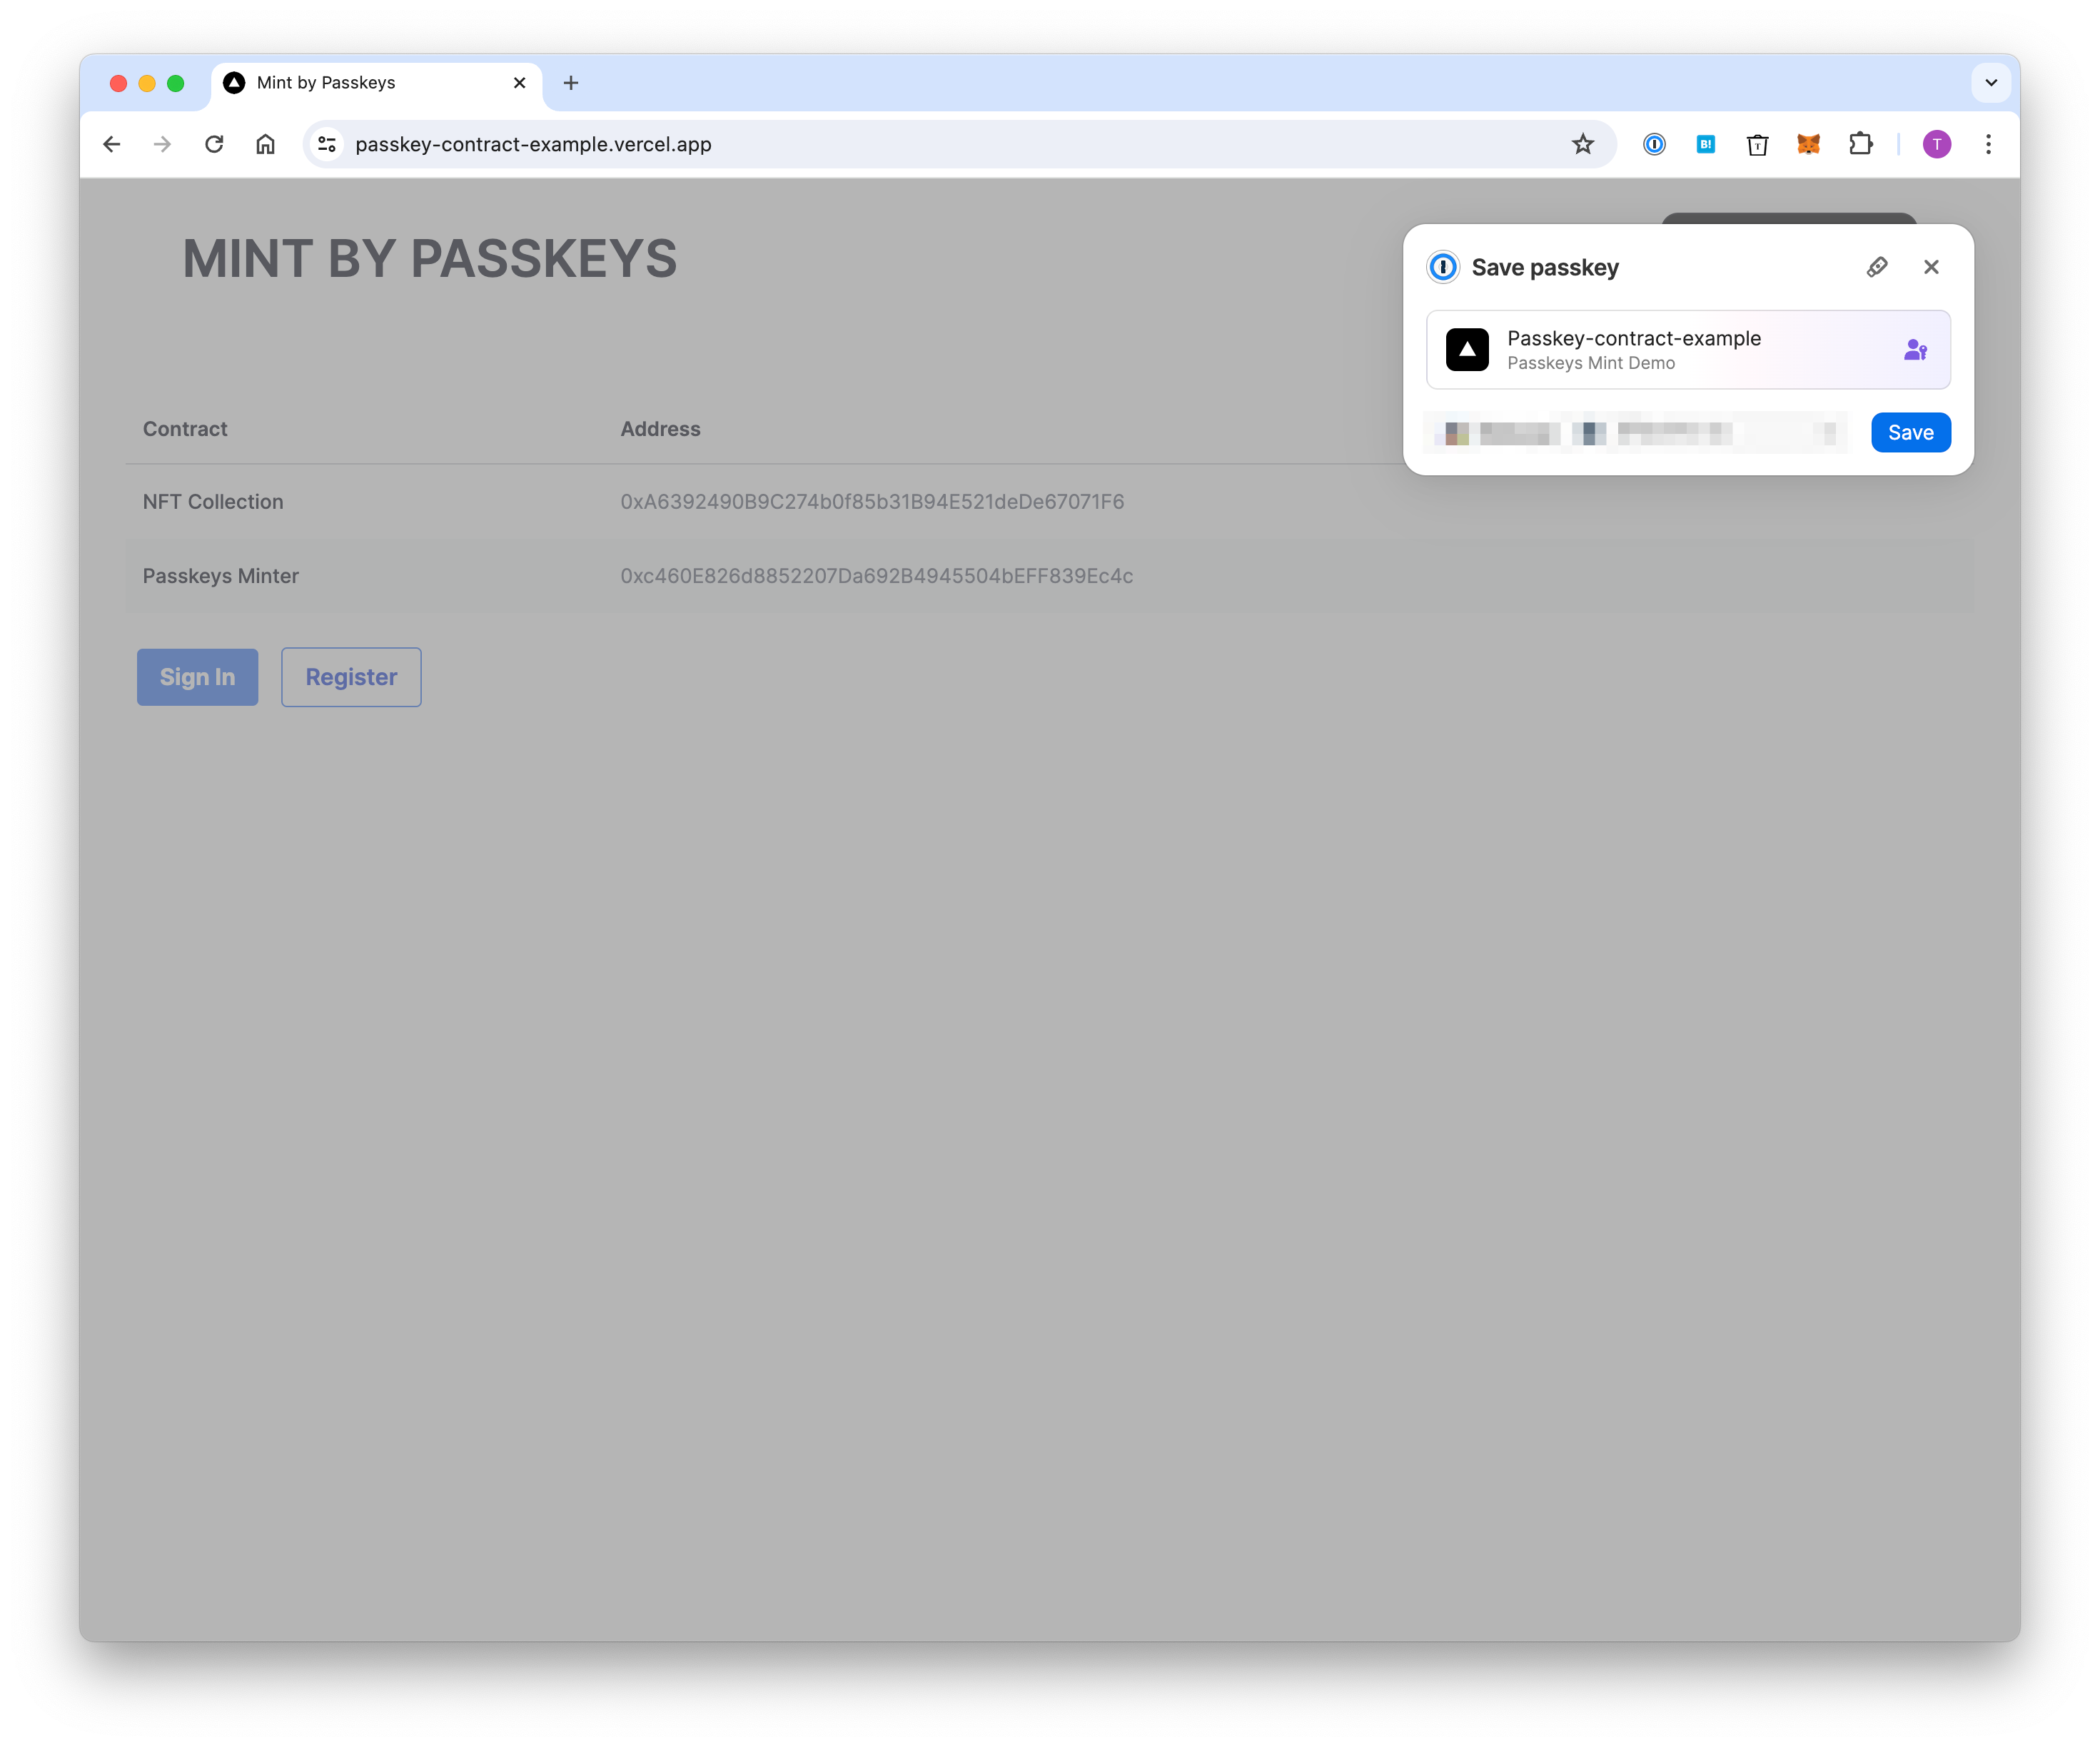 Mint by Passkeys
passkey-contract-example.vercel.app
B!
T
T
MINT BY PASSKEYS
Save passkey
Passkey-contract-example
Passkeys Mint Demo
Save
Contract Address
NFT Collection 0xA6392490B9C274b0f85b31B94E521deDe67071F6
Passkeys Minter 0xc460E826d8852207Da692B4945504bEFF839Ec4c
Sign In Register